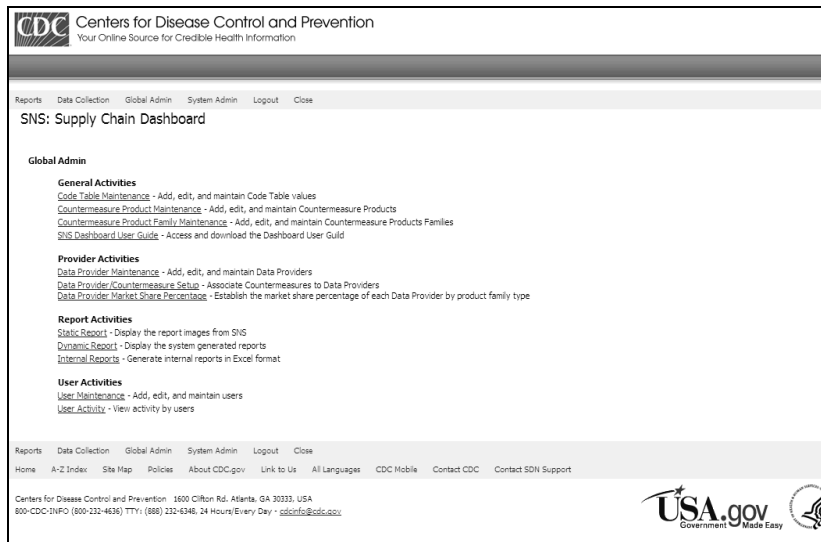 CDC Centers for Disease Control and Prevention
Your Online Source for Credible Health Information
Reports Data Collection Global Admin System Admin Logout Close
SNS: Supply Chain Dashboard
Global Admin
General Activities
Code Table Maintenance - Add, edit, and maintain Code Table values
Countermeasure Product Maintenance - Add, edit, and maintain Countermeasure Products
Countermeasure Product Family Maintenance - Add, edit, and maintain Countermeasure Products Families
SNS Dashboard User Guide - Access and download the Dashboard User Guild
Provider Activities
Data Provider Maintenance - Add, edit, and maintain Data Providers
Data Provider/Countermeasure Setup - Associate Countermeasures to Data Providers
Data Provider Market Share Percentage - Establish the market share percentage of each Data Provider by product family type
Report Activities
Static Report - Display the report images from SNS
Dynamic Report - Display the system generated reports
Internal Reports - Generate internal reports in Excel format
User Activities
User Maintenance - Add, edit, and maintain users
User Activity - View activity by users
Reports Data Collection Global Admin System Admin Logout Close
Home A-Z Index Site Map Policies About CDC.gov Link to Us All Languages CDC Mobile Contact CDC Contact SDN Support
Centers for Disease Control and Prevention 1600 Clifton Rd. Atlanta, GA 30333, USA
800-CDC-INFO (800-232-4636) TTY: (888) 232-6348, 24 Hours/Every Day - cdcinfo@cdc.gov
USA.gov
Government Made Easy